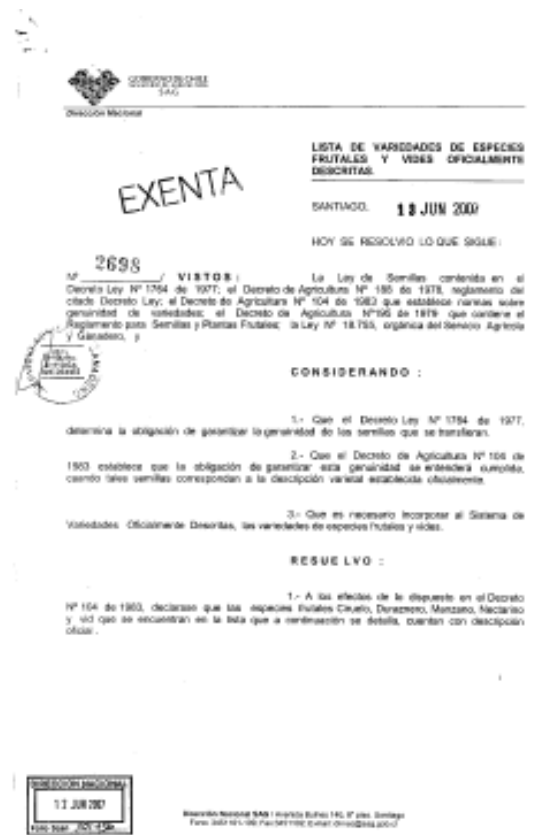 GOBIERNO DE CHILE
SAG
Dirección Nacional
LISTA DE VARIEDADES DE ESPECIES
FRUTALES Y VIDES OFICIALMENTE
DESCRITAS.
EXENTA
SANTIAGO, 13 JUN 2007
HOY SE RESOLVIO LO QUE SIGUE:
Nº 2698 / VISTOS: La Ley de Semillas contenida en el
Decreto Ley Nº 1764 de 1977; el Decreto de Agricultura Nº 188 de 1978, reglamento del
citado Decreto Ley; el Decreto de Agricultura Nº 104 de 1983 que establece normas sobre
genuinidad de variedades; el Decreto de Agricultura Nº195 de 1979 que contiene el
Reglamento para Semillas y Plantas Frutales; la Ley Nº 18.755, orgánica del Servicio Agrícola
y Ganadero, y
CONSIDERANDO :
1.- Que el Decreto Ley Nº 1764 de 1977,
determina la obligación de garantizar la genuinidad de las semillas que se transfieran.
2.- Que el Decreto de Agricultura Nº 104 de
1983 establece que la obligación de garantizar esta genuinidad se entenderá cumplida,
cuando tales semillas correspondan a la descripción varietal establecida oficialmente.
3.- Que es necesario incorporar al Sistema de
Variedades Oficialmente Descritas, las variedades de especies frutales y vides.
RESUELVO :
1.- A los efectos de lo dispuesto en el Decreto
Nº 104 de 1983, declárase que las especies frutales Ciruelo, Duraznero, Manzano, Nectarino
y vid que se encuentran en la lista que a continuación se detalla, cuentan con descripción
oficial.
DIRECCION NACIONAL
12 JUN 2007
Dirección Nacional SAG / Avenida Bulnes 140, 8º piso, Santiago